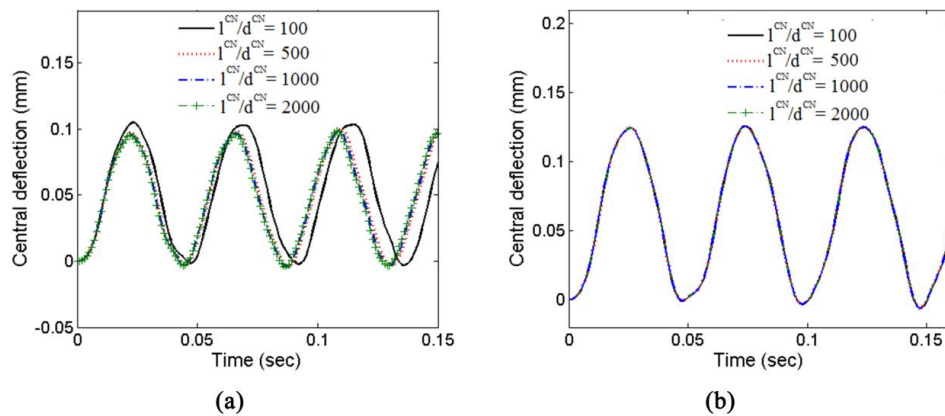 l^CN/d^CN= 100
l^CN/d^CN= 500
l^CN/d^CN= 1000
l^CN/d^CN= 2000
Central deflection (mm)
0.15
0.1
0.05
0
-0.05
0 0.05 0.1 0.15
Time (sec)
(a)
l^CN/d^CN= 100
l^CN/d^CN= 500
l^CN/d^CN= 1000
l^CN/d^CN= 2000
Central deflection (mm)
0.2
0.15
0.1
0.05
0
0 0.05 0.1 0.15
Time (sec)
(b)